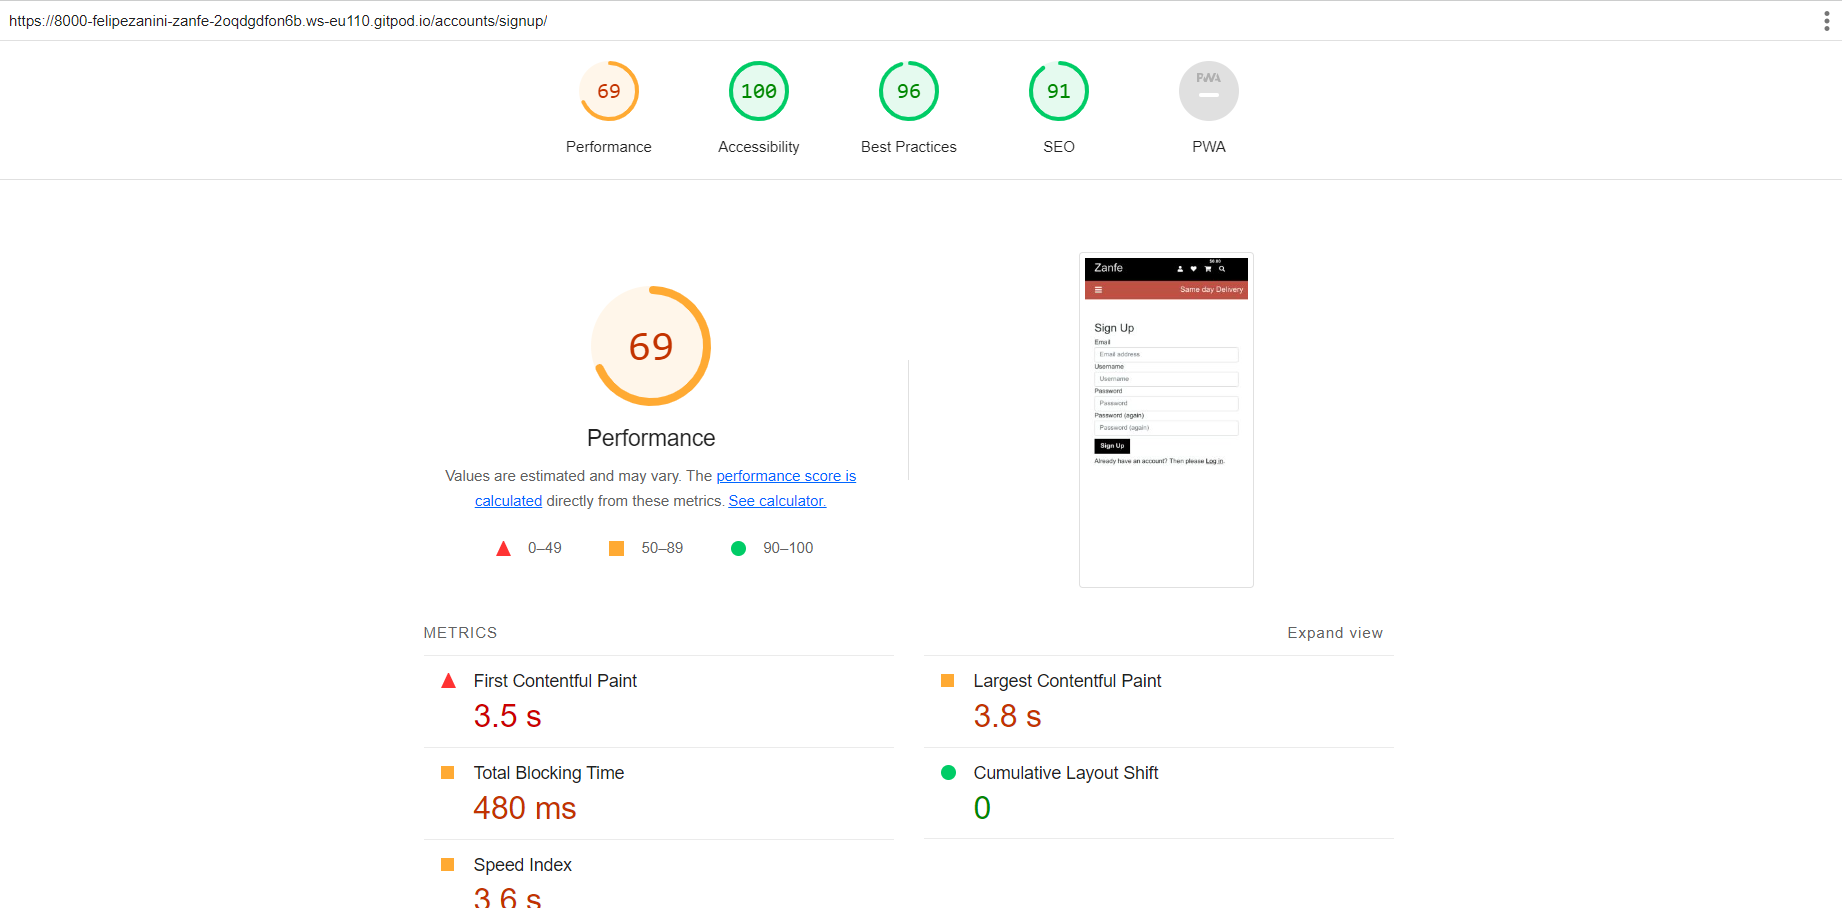 https://8000-felipezanini-zanfe-2oqdgdfon6b.ws-eu110.gitpod.io/accounts/signup/
69
100
96
91
PWA
Performance
Accessibility
Best Practices
SEO
PWA
69
Performance
Values are estimated and may vary. The performance score is
calculated directly from these metrics. See calculator.
0–49
50–89
90–100
Zanfe
$0.00
Same day Delivery
Sign Up
Email
Email address
Username
Username
Password
Password
Password (again)
Password (again)
Sign Up
Already have an account? Then please Log in.
METRICS
Expand view
First Contentful Paint
3.5 s
Largest Contentful Paint
3.8 s
Total Blocking Time
480 ms
Cumulative Layout Shift
0
Speed Index
3.6 s